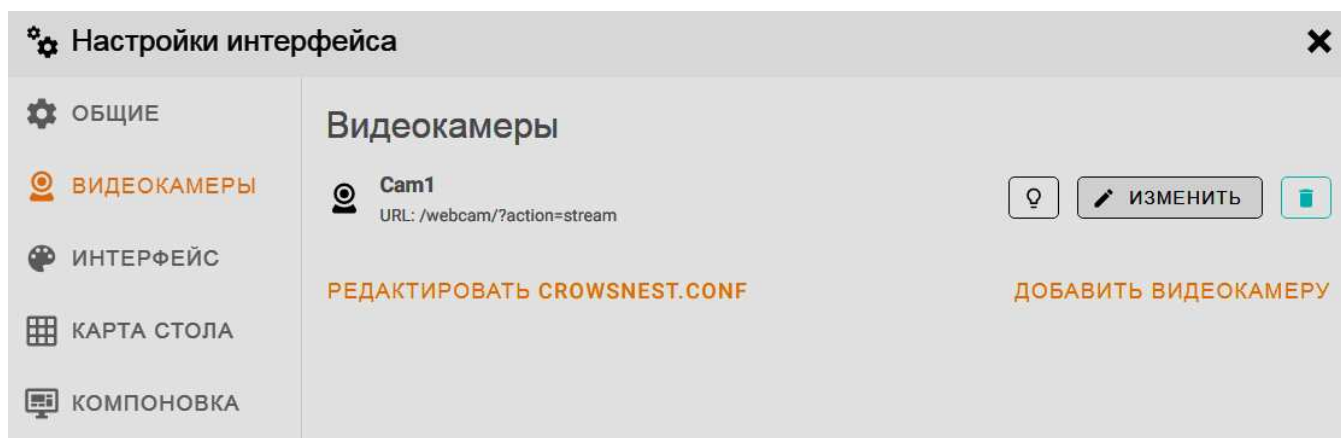 Настройки интерфейса
ОБЩИЕ
ВИДЕОКАМЕРЫ
ИНТЕРФЕЙС
КАРТА СТОЛА
КОМПОНОВКА
Видеокамеры
Cam1
URL: /webcam/?action=stream
ИЗМЕНИТЬ
РЕДАКТИРОВАТЬ CROWSNEST.CONF
ДОБАВИТЬ ВИДЕОКАМЕРУ